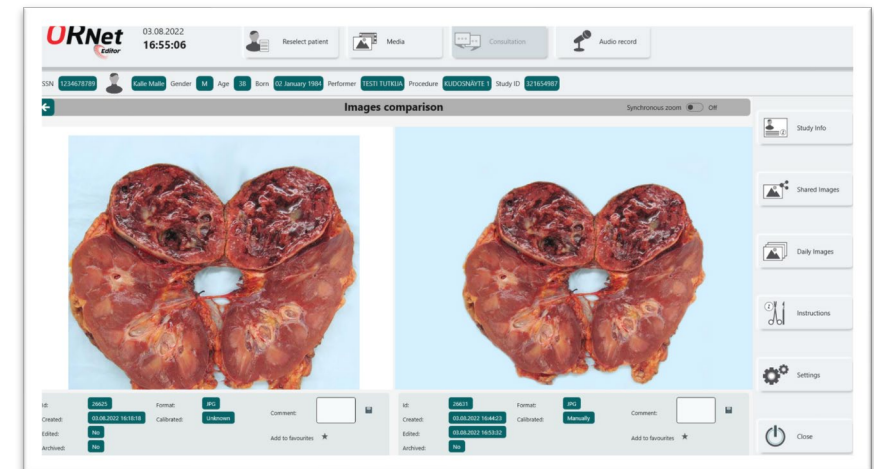 ORNet
Editor
03.08.2022
16:55:06
Reselect patient
Media
Consultation
Audio record
SSN 1234678789 Kalle Malle Gender M Age 38 Born 02 January 1984 Performer TESTI TUTKIJA Procedure KUDOSNÄYTE 1 Study ID 321654987
Images comparison
Synchronous zoom Off
Study Info
Shared Images
Daily Images
Instructions
Settings
Close
Id: 26625 Format: JPG
Created: 03.08.2022 16:16:18 Calibrated: Unknown
Comment:
Edited: No
Add to favourites
Archived: No
Id: 26631 Format: JPG
Created: 03.08.2022 16:44:23 Calibrated: Manually
Comment:
Edited: 03.08.2022 16:53:32
Add to favourites
Archived: No